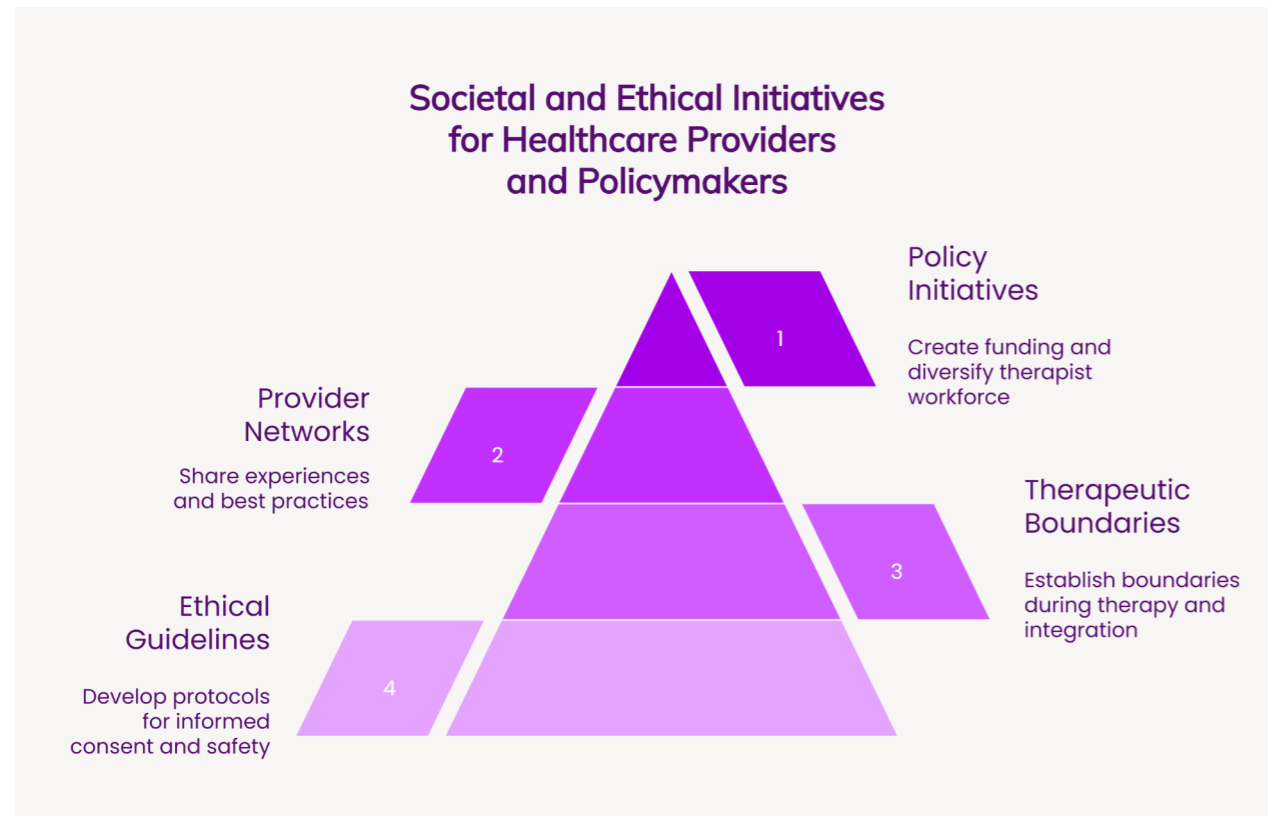 Societal and Ethical Initiatives
for Healthcare Providers
and Policymakers
1
Policy
Initiatives
Create funding and
diversify therapist
workforce
Provider
Networks
Share experiences
and best practices
2
3
Therapeutic
Boundaries
Establish boundaries
during therapy and
integration
Ethical
Guidelines
Develop protocols
for informed
consent and safety
4